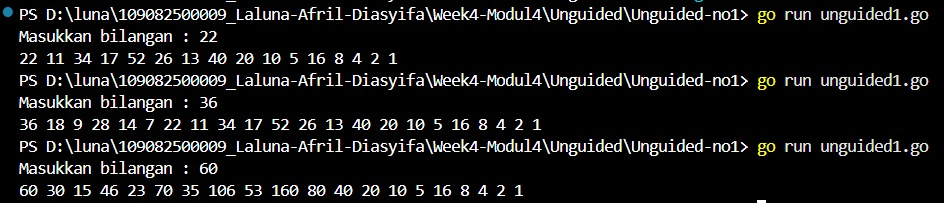 PS D:\luna\109082500009_Laluna-Afril-Diasyifa\Week4-Modul4\Unguided\Unguided-no1> go run unguided1.go
Masukkan bilangan : 22
22 11 34 17 52 26 13 40 20 10 5 16 8 4 2 1
PS D:\luna\109082500009_Laluna-Afril-Diasyifa\Week4-Modul4\Unguided\Unguided-no1> go run unguided1.go
Masukkan bilangan : 36
36 18 9 28 14 7 22 11 34 17 52 26 13 40 20 10 5 16 8 4 2 1
PS D:\luna\109082500009_Laluna-Afril-Diasyifa\Week4-Modul4\Unguided\Unguided-no1> go run unguided1.go
Masukkan bilangan : 60
60 30 15 46 23 70 35 106 53 160 80 40 20 10 5 16 8 4 2 1